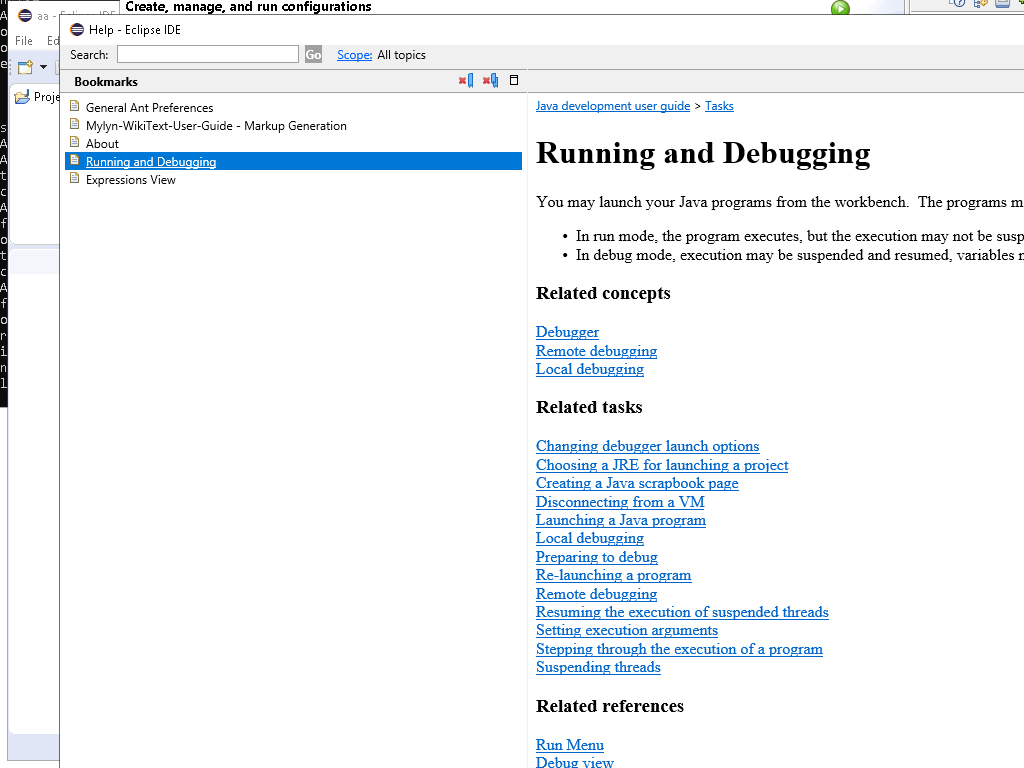 Create, manage, and run configurations
aa - Eclipse IDE
File Ed
Proje
Help - Eclipse IDE
Search: Go Scope: All topics
Bookmarks
General Ant Preferences
Mylyn-WikiText-User-Guide - Markup Generation
About
Running and Debugging
Expressions View
Java development user guide > Tasks
Running and Debugging
You may launch your Java programs from the workbench. The programs m
• In run mode, the program executes, but the execution may not be susp
• In debug mode, execution may be suspended and resumed, variables
Related concepts
Debugger
Remote debugging
Local debugging
Related tasks
Changing debugger launch options
Choosing a JRE for launching a project
Creating a Java scrapbook page
Disconnecting from a VM
Launching a Java program
Local debugging
Preparing to debug
Re-launching a program
Remote debugging
Resuming the execution of suspended threads
Setting execution arguments
Stepping through the execution of a program
Suspending threads
Related references
Run Menu
Debug view